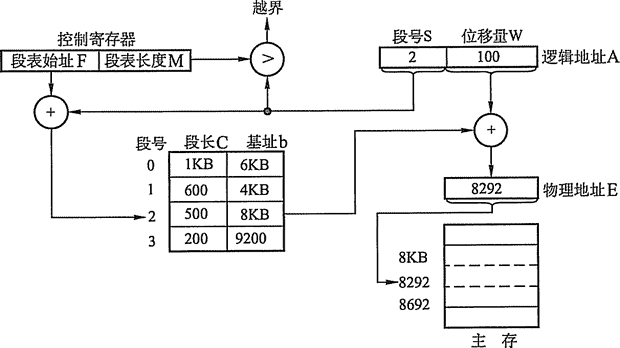 越界
控制寄存器
段表始址F 段表长度M
>
段号S 位移量W
2 100 逻辑地址A
+
+
段号 段长C 基址b
0 1KB 6KB
1 600 4KB
2 500 8KB
3 200 9200
8292 物理地址E
8KB
8292
8692
主 存